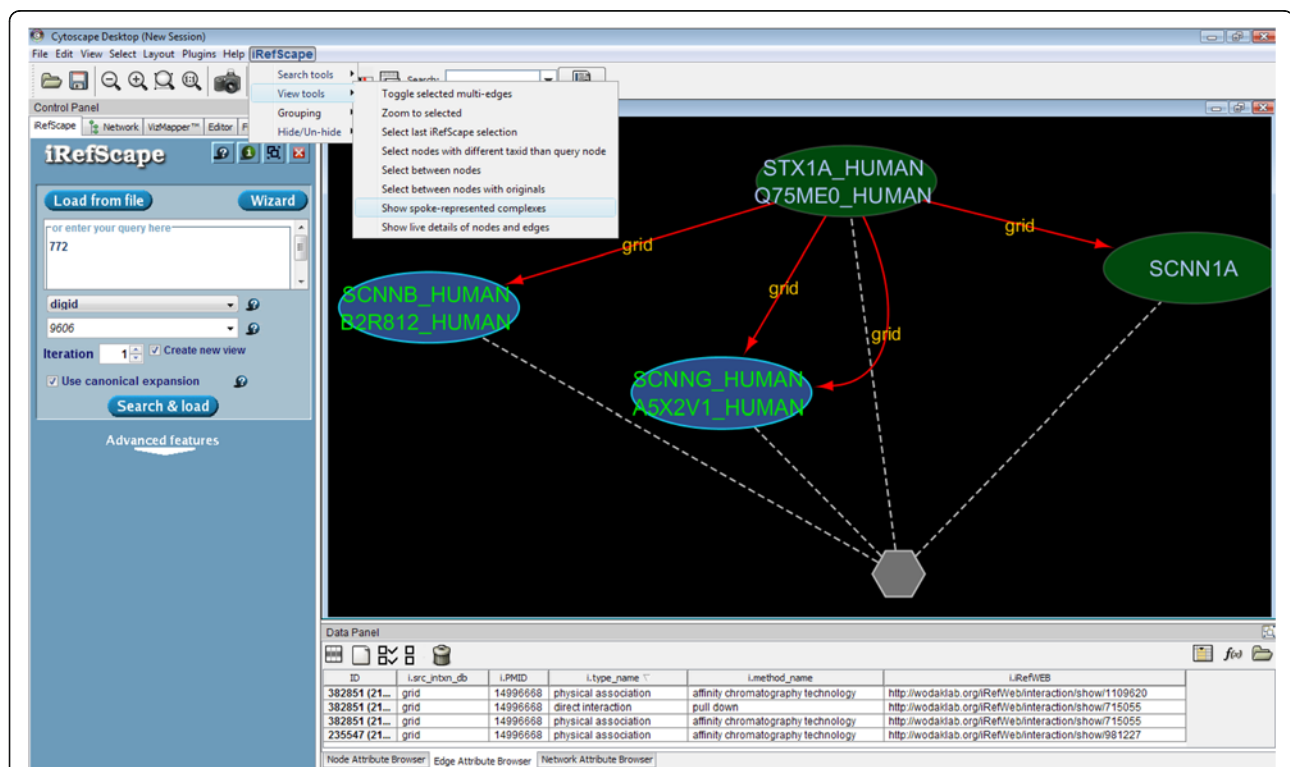 Cytoscape Desktop (New Session)
File Edit View Select Layout Plugins Help iRefScape
Search tools
View tools
Grouping
Hide/Un-hide
Search:
Toggle selected multi-edges
Zoom to selected
Select last iRefScape selection
Select nodes with different taxid than query node
Select between nodes
Select between nodes with originals
Show spoke-represented complexes
Show live details of nodes and edges
Control Panel
iRefScape Network VizMapper™ Editor F
iRefScape
Load from file Wizard
or enter your query here
772
digid
9606
Iteration 1 Create new view
Use canonical expansion
Search & load
Advanced features
STX1A_HUMAN
Q75ME0_HUMAN
grid
grid
SCNN1A
SCNNB_HUMAN
B2R812_HUMAN
grid
grid
SCNNG_HUMAN
A5X2V1_HUMAN
Data Panel
f(x)
ID i.src_intxn_db i.PMID i.type_name i.method_name i.iRefWEB
382851 (21... grid 14996668 physical association affinity chromatography technology http://wodaklab.org/iRefWeb/interaction/show/1109620
382851 (21... grid 14996668 direct interaction pull down http://wodaklab.org/iRefWeb/interaction/show/715055
382851 (21... grid 14996668 physical association affinity chromatography technology http://wodaklab.org/iRefWeb/interaction/show/715055
235547 (21... grid 14996668 physical association affinity chromatography technology http://wodaklab.org/iRefWeb/interaction/show/981227
Node Attribute Browser Edge Attribute Browser Network Attribute Browser